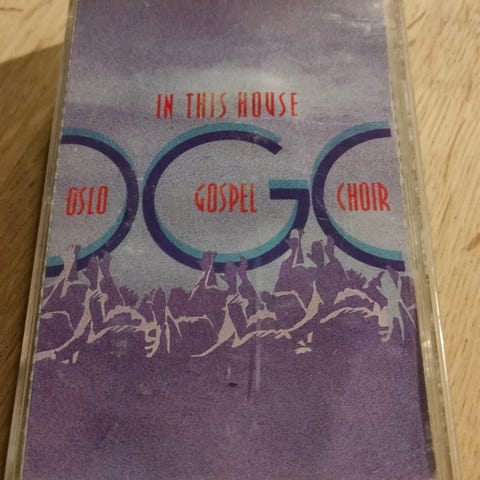 IN THIS HOUSE
OGC
OSLO GOSPEL CHOIR